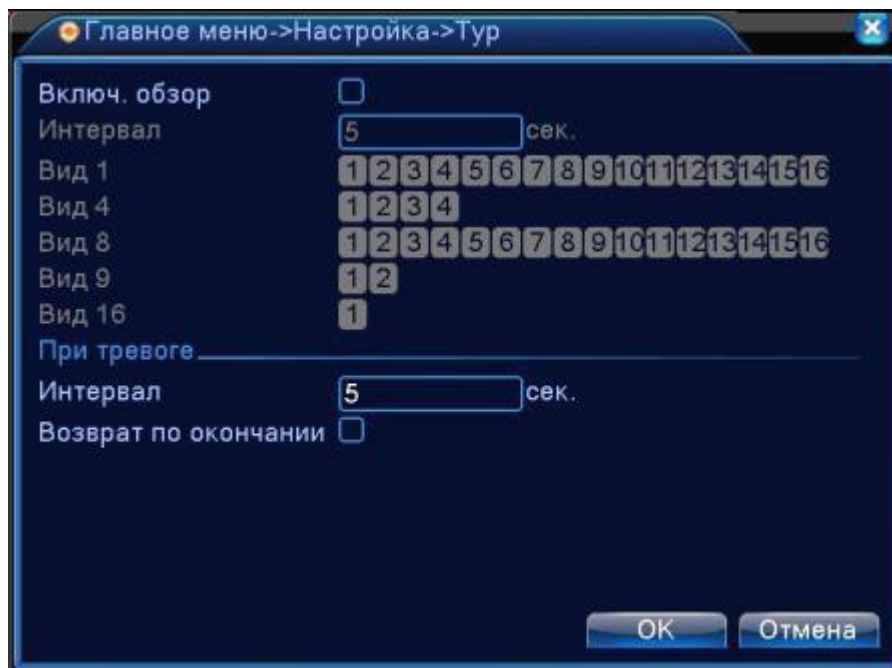 Главное меню->Настройка->Тур
Включ. обзор
Интервал 5 сек.
Вид 1 1 2 3 4 5 6 7 8 9 10 11 12 13 14 15 16
Вид 4 1 2 3 4
Вид 8 1 2 3 4 5 6 7 8 9 10 11 12 13 14 15 16
Вид 9 1 2
Вид 16 1
При тревоге
Интервал 5 сек.
Возврат по окончании
OK Отмена